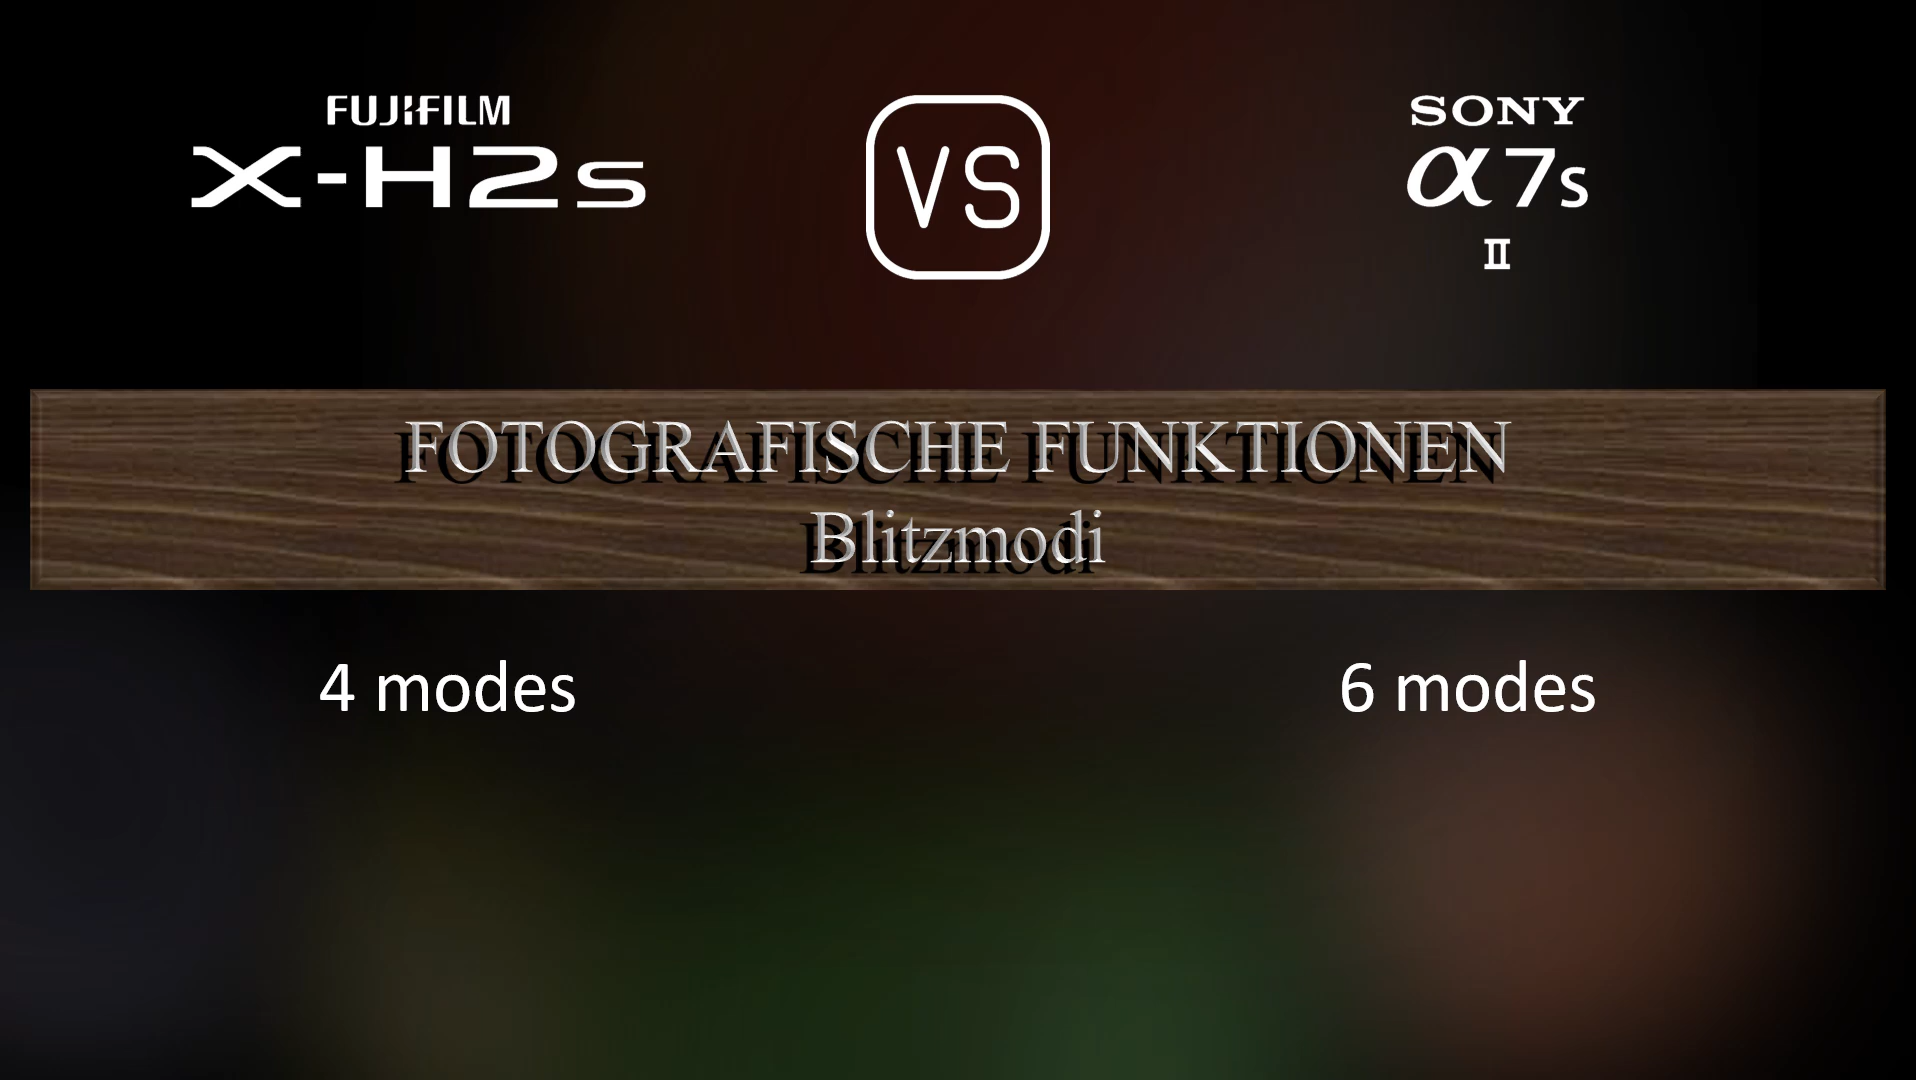 FUJIFILM
X-H2s
VS
SONY
α7s
II
FOTOGRAFISCHE FUNKTIONEN
Blitzmodi
4 modes
6 modes